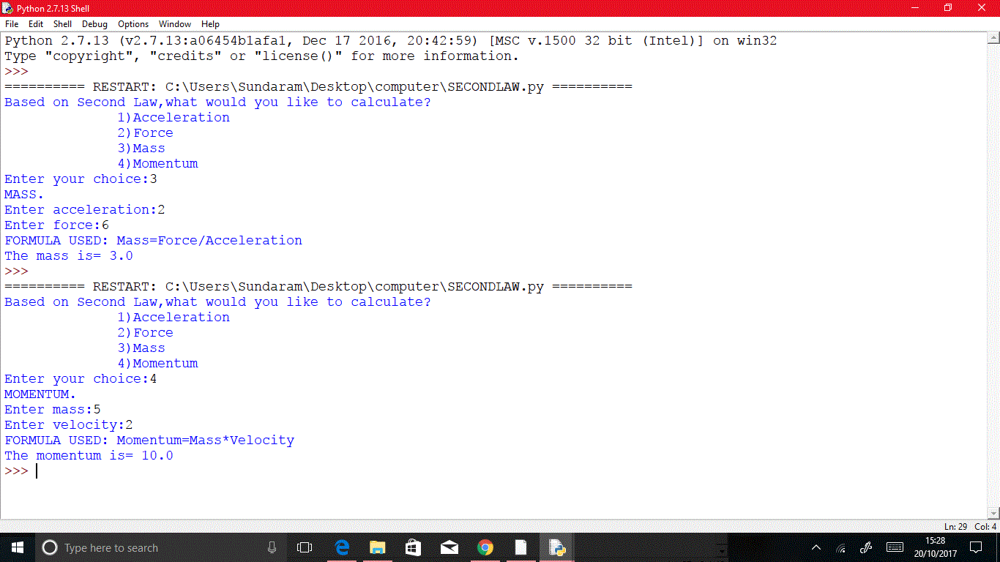 Python 2.7.13 Shell
File Edit Shell Debug Options Window Help
Python 2.7.13 (v2.7.13:a06454b1afa1, Dec 17 2016, 20:42:59) [MSC v.1500 32 bit (Intel)] on win32
Type "copyright", "credits" or "license()" for more information.
>>>
========== RESTART: C:\Users\Sundaram\Desktop\computer\SECONDLAW.py ==========
Based on Second Law,what would you like to calculate?
1)Acceleration
2)Force
3)Mass
4)Momentum
Enter your choice:3
MASS.
Enter acceleration:2
Enter force:6
FORMULA USED: Mass=Force/Acceleration
The mass is= 3.0
>>>
========== RESTART: C:\Users\Sundaram\Desktop\computer\SECONDLAW.py ==========
Based on Second Law,what would you like to calculate?
1)Acceleration
2)Force
3)Mass
4)Momentum
Enter your choice:4
MOMENTUM.
Enter mass:5
Enter velocity:2
FORMULA USED: Momentum=Mass*Velocity
The momentum is= 10.0
>>>
Ln: 29 Col: 4
Type here to search
15:28
20/10/2017